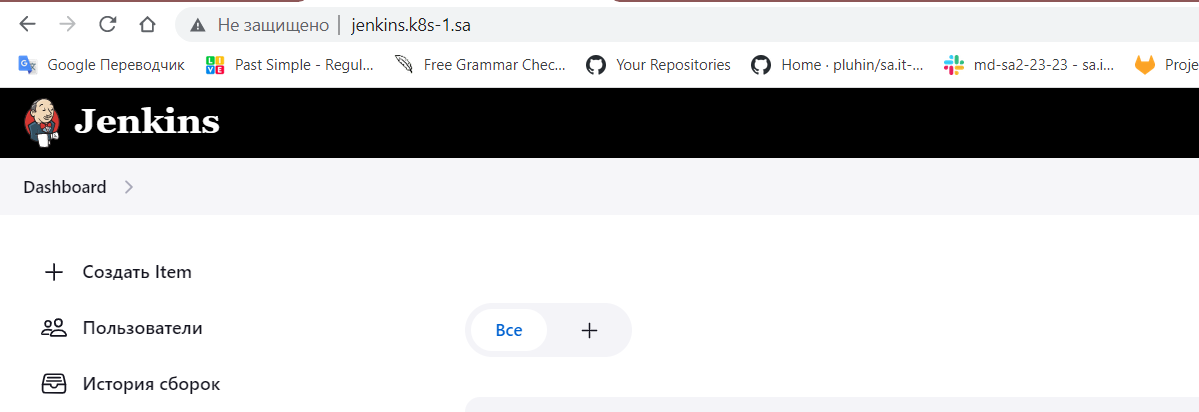 Не защищено | jenkins.k8s-1.sa
Google Переводчик Past Simple - Regul... Free Grammar Chec... Your Repositories Home · pluhin/sa.it-... md-sa2-23-23 - sa.i... Proje
Jenkins
Dashboard
Создать Item
Пользователи
Все
История сборок